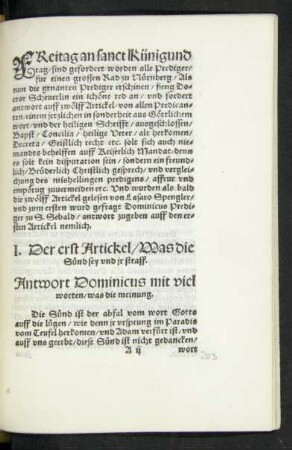 FReitag an sanct Künigund
tag/sind gefordert worden alle Prediger/
für einen grossen Rad zu Nürnberg/Als
nun die genanten Prediger erschinen/fieng Do-
ctor Scheuerlin ein schöne red an/vnd fordert
antwort auff zwölff Artickel/von allen Predican-
ten/einem jetzlichen in sonderheit aus Götlichem
wort/vnd der heiligen Schrifft/ausgeschlossen/
Bapst/Concilia/heilige Veter/alt herkomen/
Decreta/Geistlich recht etc. sich auch nie-
mandes behelffen auff Keiserlich Mandat/denn
es solt kein disputation sein/sondern ein freund-
lich/Brüderlich Christlich gesprech/vnd verglei-
chung des mishelligen predigens/affrur vnd
empörug zuuermeiden etc. Vnd wurden als bald
die zwölff Artickel gelesen von Lasaro Spengler/
vnd zum ersten wurd gefragt Dominicus Predi-
ger zu S. Sebald/antwort zugeben auff den er-
sten Artickel nemlich.
1. Der erst Artickel/Was die
Sünd sey vnd jr straff.
Antwort Dominicus mit viel
worten/was die meinung.
Die Sünd ist der abfal vom wort Gotts
auff die lügen/wie denn jr vrsprung im Paradis
vom Teufel herkomen/vnd Adam verfürt ist/vnd
auff vns geerbt/diese Sünd ist nicht gedancken/
A ij wort